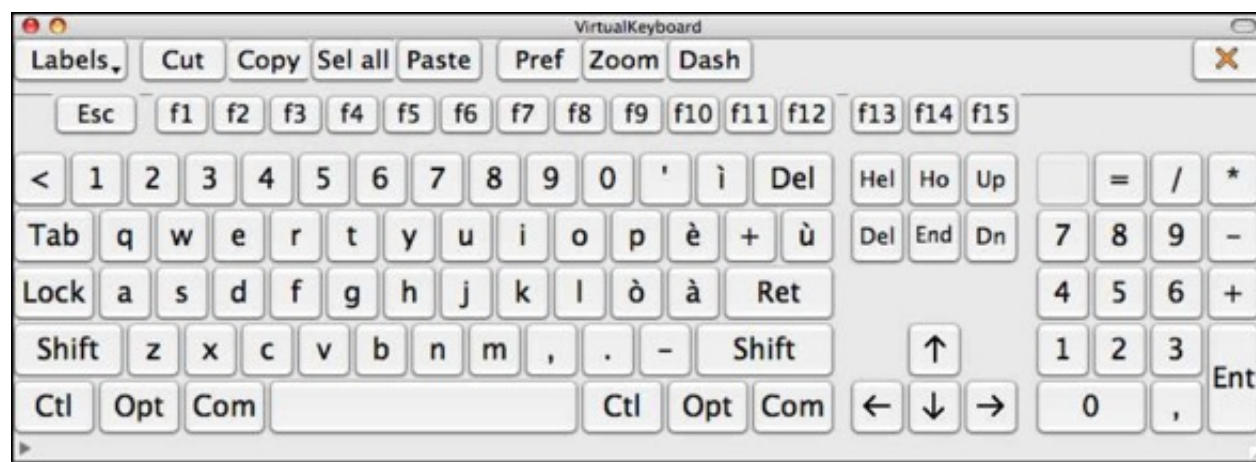 VirtualKeyboard
Labels Cut Copy Sel all Paste Pref Zoom Dash
Esc f1 f2 f3 f4 f5 f6 f7 f8 f9 f10 f11 f12 f13 f14 f15
< 1 2 3 4 5 6 7 8 9 0 ' ì Del Hel Ho Up = / *
Tab q w e r t y u i o p è + ù Del End Dn 7 8 9 -
Lock a s d f g h j k l ò à Ret 4 5 6 +
Shift z x c v b n m , . - Shift ↑ 1 2 3
Ent
Ctl Opt Com Ctl Opt Com ← ↓ → 0 ,